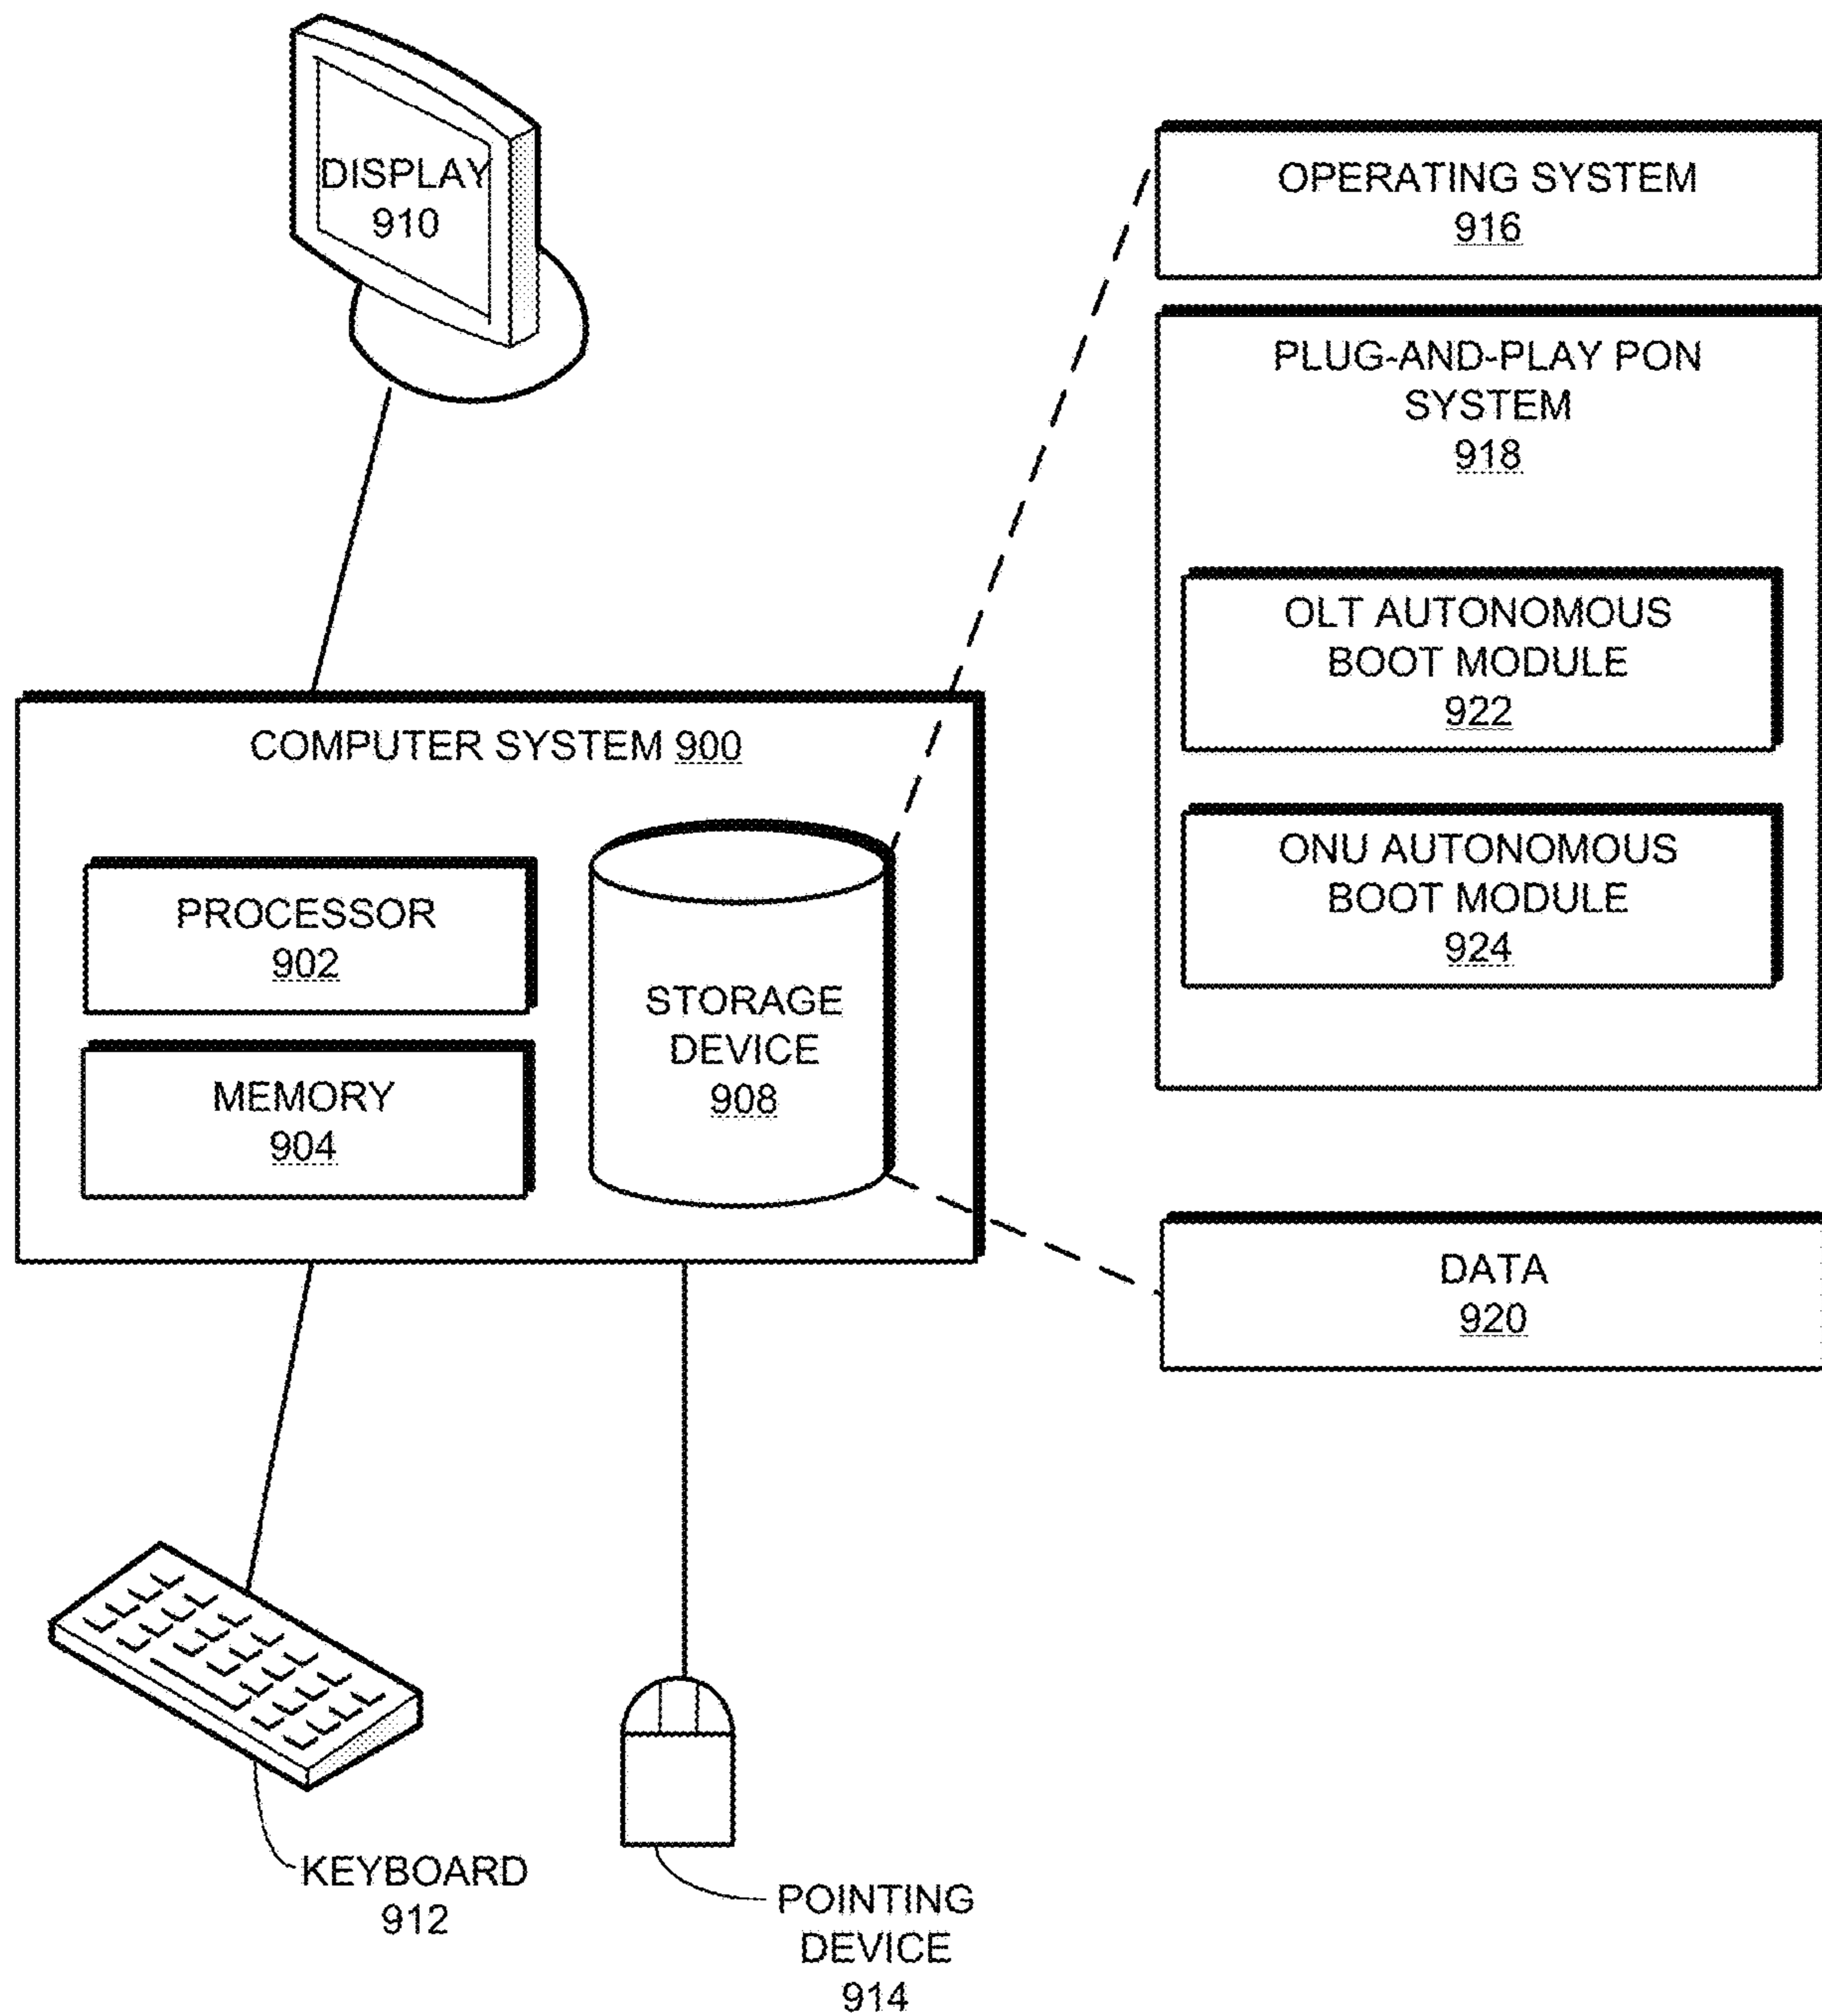 DISPLAY
910
OPERATING SYSTEM
916
PLUG-AND-PLAY PON
SYSTEM
918
OLT AUTONOMOUS
BOOT MODULE
922
ONU AUTONOMOUS
BOOT MODULE
924
COMPUTER SYSTEM 900
PROCESSOR
902
MEMORY
904
STORAGE
DEVICE
908
DATA
920
KEYBOARD
912
POINTING
DEVICE
914